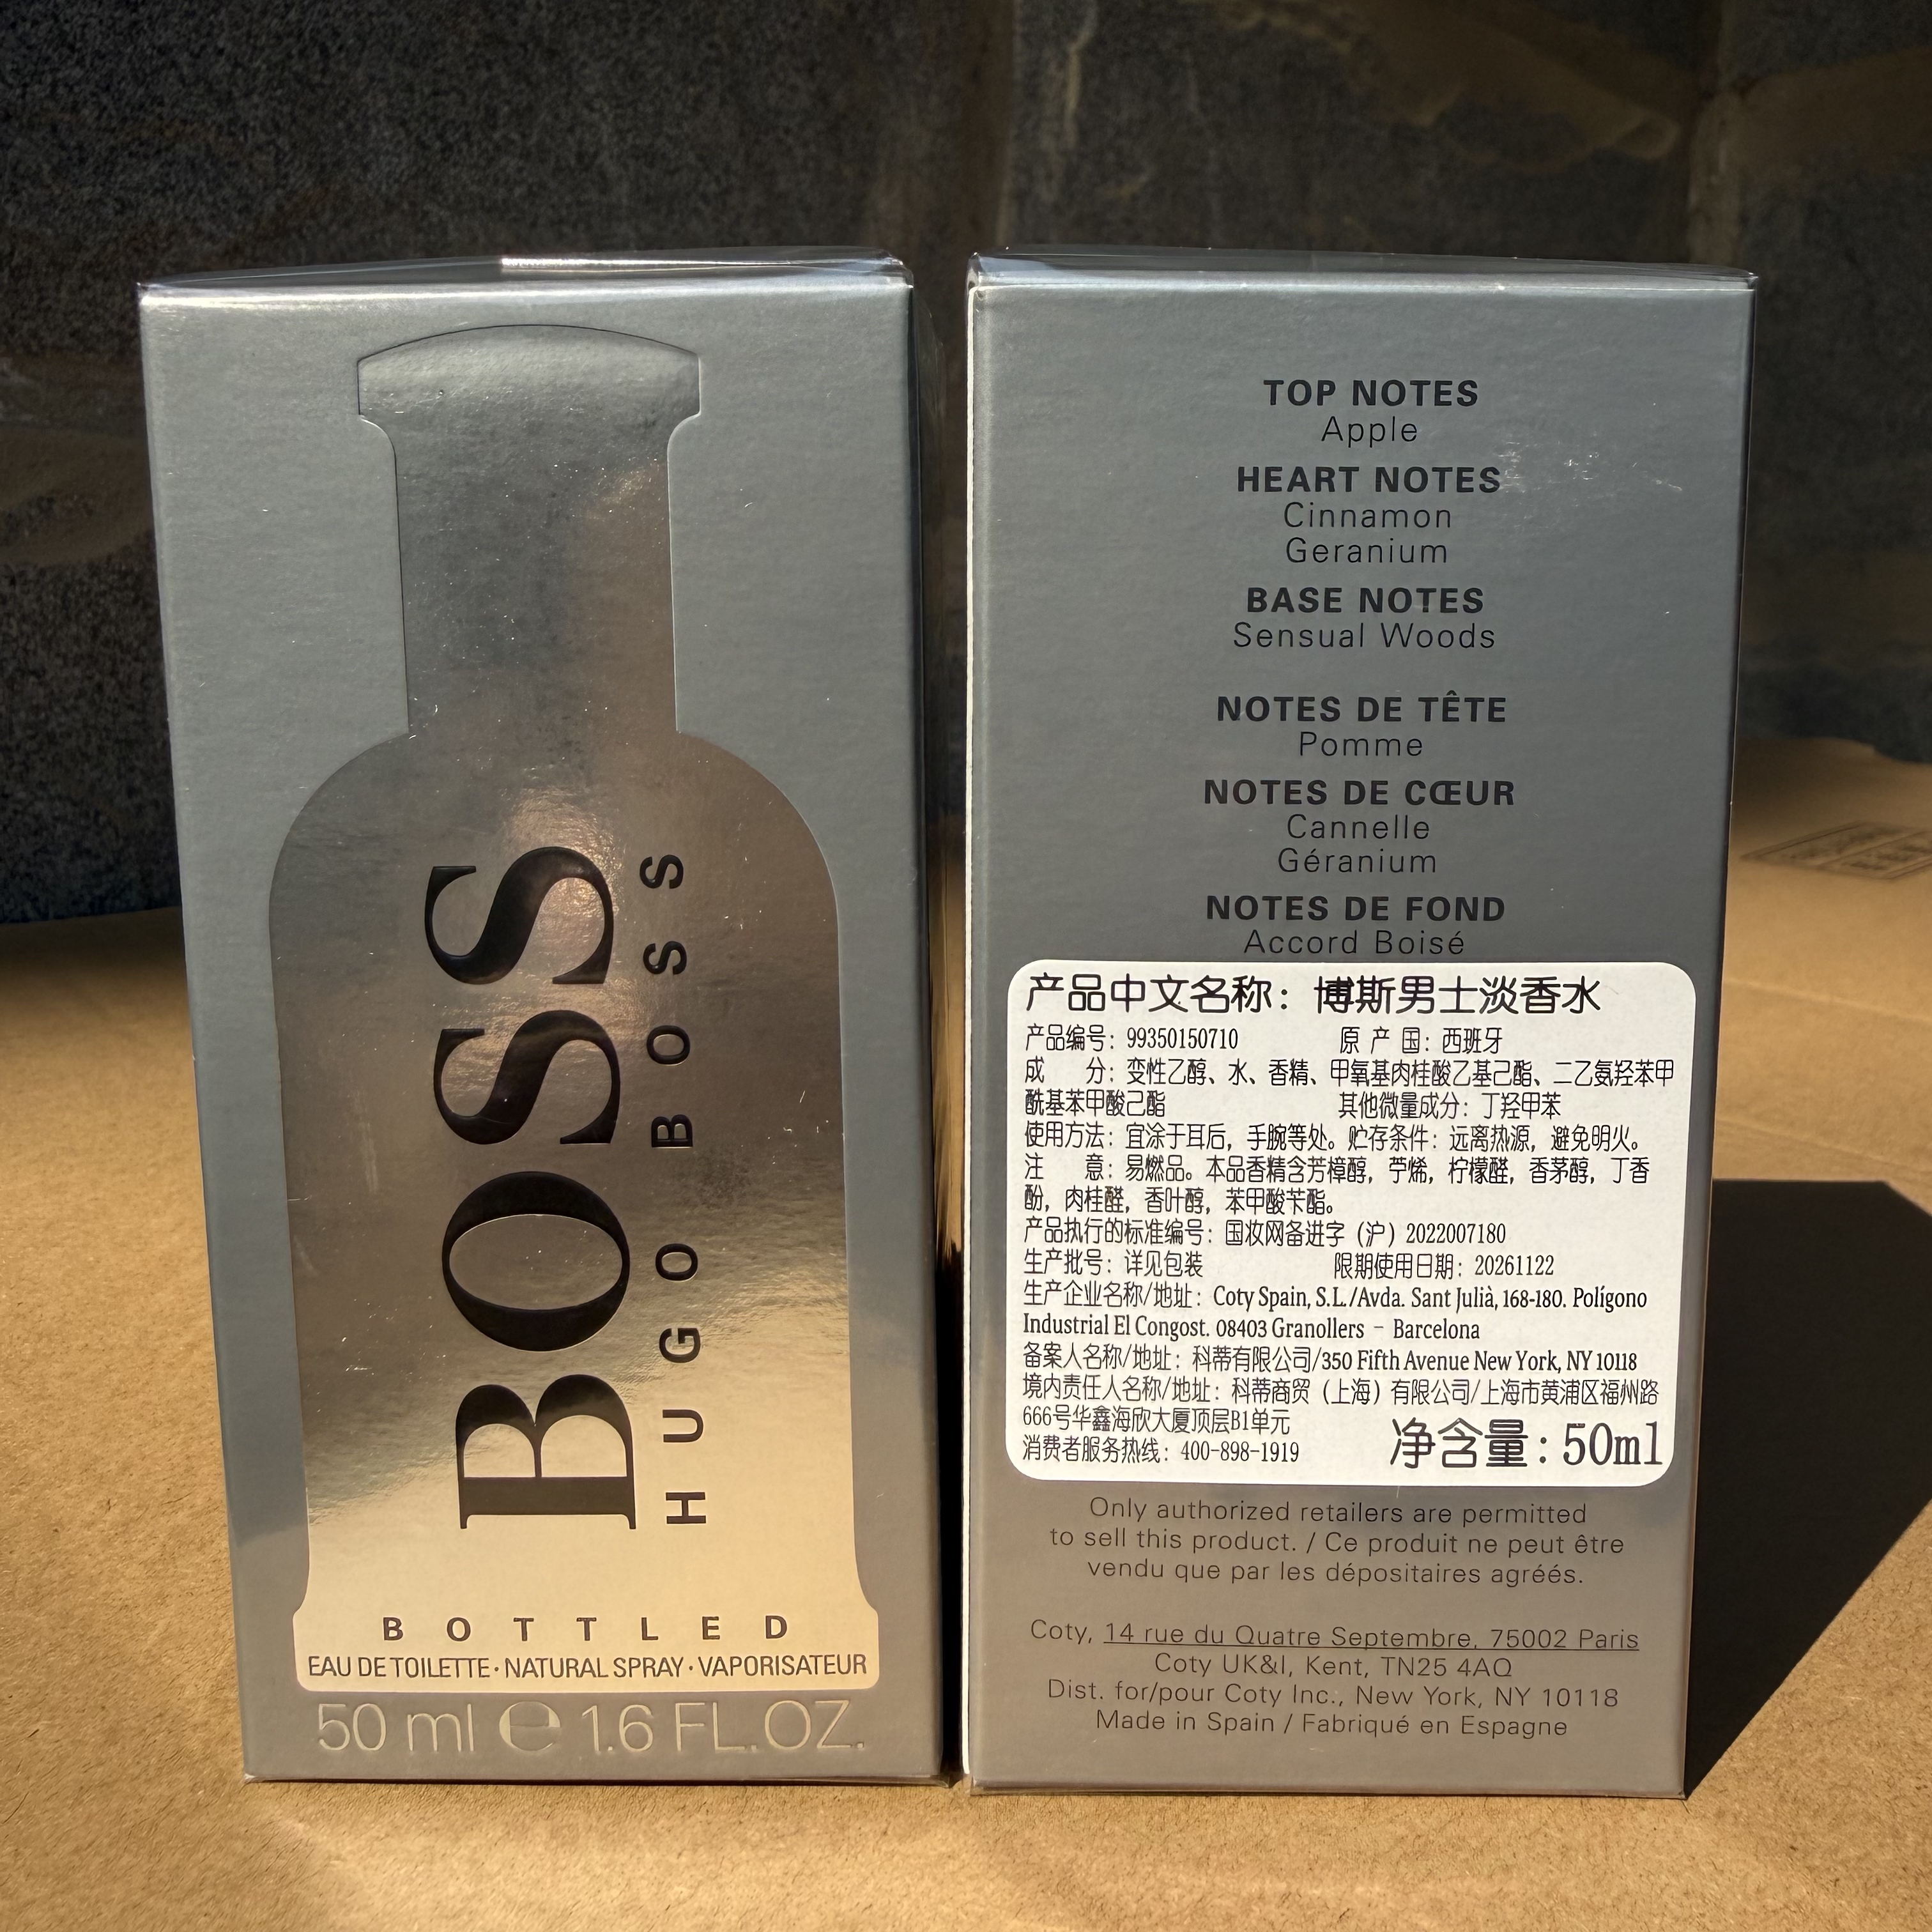 BOSS
HUGO BOSS
BOTTLED
EAU DE TOILETTE · NATURAL SPRAY · VAPORISATEUR
50 ml ℮ 1.6 FL.OZ.
TOP NOTES
Apple
HEART NOTES
Cinnamon
Geranium
BASE NOTES
Sensual Woods
NOTES DE TÊTE
Pomme
NOTES DE CŒUR
Cannelle
Géranium
NOTES DE FOND
Accord Boisé
产品中文名称：博斯男士淡香水
产品编号：99350150710 原产国：西班牙
成 分：变性乙醇、水、香精、甲氧基肉桂酸乙基己酯、二乙氨羟苯甲
酰基苯甲酸己酯 其他微量成分：丁羟甲苯
使用方法：宜涂于耳后，手腕等处。贮存条件：远离热源，避免明火。
注 意：易燃品。本品香精含芳樟醇，苧烯，柠檬醛，香茅醇，丁香
酚，肉桂醛，香叶醇，苯甲酸苄酯。
产品执行的标准编号：国妆网备进字（沪）2022007180
生产批号：详见包装 限期使用日期：20261122
生产企业名称/地址：Coty Spain, S.L./Avda. Sant Julià, 168-180. Polígono
Industrial El Congost. 08403 Granollers – Barcelona
备案人名称/地址：科蒂有限公司/350 Fifth Avenue New York, NY 10118
境内责任人名称/地址：科蒂商贸（上海）有限公司/上海市黄浦区福州路
666号华鑫海欣大厦顶层B1单元
消费者服务热线：400-898-1919 净含量：50ml
Only authorized retailers are permitted
to sell this product. / Ce produit ne peut être
vendu que par les dépositaires agréés.
Coty, 14 rue du Quatre Septembre, 75002 Paris
Coty UK&I, Kent, TN25 4AQ
Dist. for/pour Coty Inc., New York, NY 10118
Made in Spain / Fabriqué en Espagne